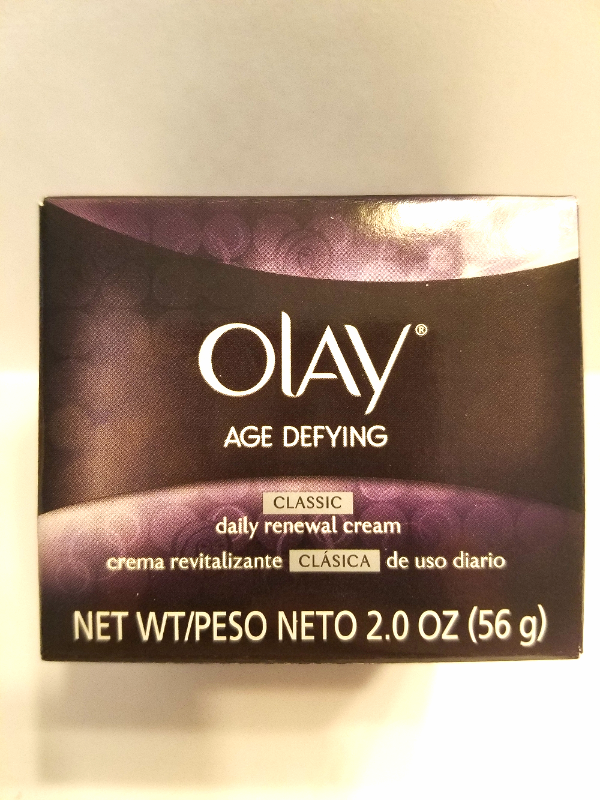 OLAY®
AGE DEFYING
CLASSIC
daily renewal cream
crema revitalizante CLÁSICA de uso diario
NET WT/PESO NETO 2.0 OZ (56 g)